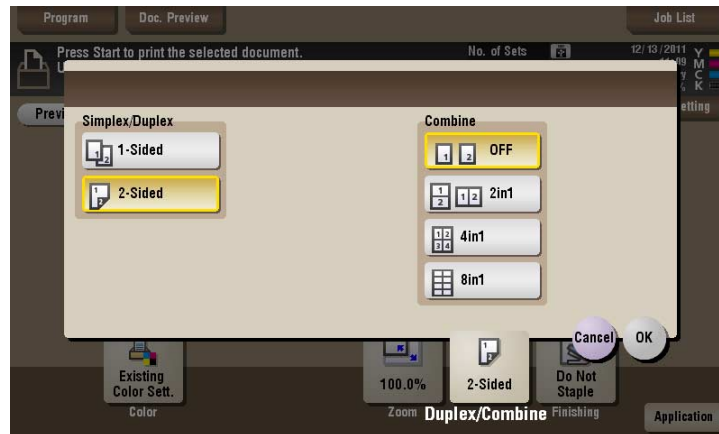 Program
Doc. Preview
Job List
Press Start to print the selected document.
No. of Sets
12/13/2011
Y
M
C
K
Simplex/Duplex
Combine
1-Sided
OFF
2-Sided
2in1
4in1
8in1
Cancel
OK
Existing
Color Sett.
100.0%
2-Sided
Do Not
Staple
Color
Zoom
Duplex/Combine
Finishing
Application